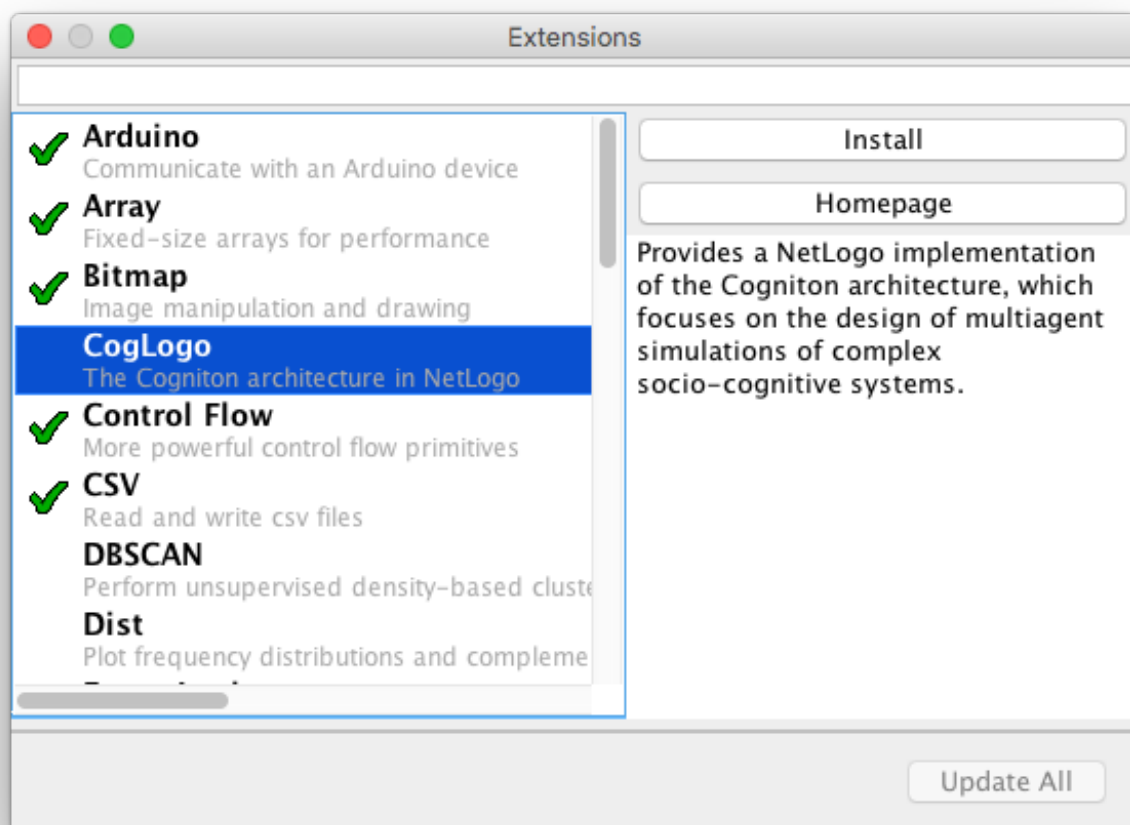 Extensions
Arduino
Communicate with an Arduino device
Array
Fixed-size arrays for performance
Bitmap
Image manipulation and drawing
CogLogo
The Cogniton architecture in NetLogo
Control Flow
More powerful control flow primitives
CSV
Read and write csv files
DBSCAN
Perform unsupervised density-based cluste
Dist
Plot frequency distributions and compleme
Install
Homepage
Provides a NetLogo implementation
of the Cogniton architecture, which
focuses on the design of multiagent
simulations of complex
socio-cognitive systems.
Update All